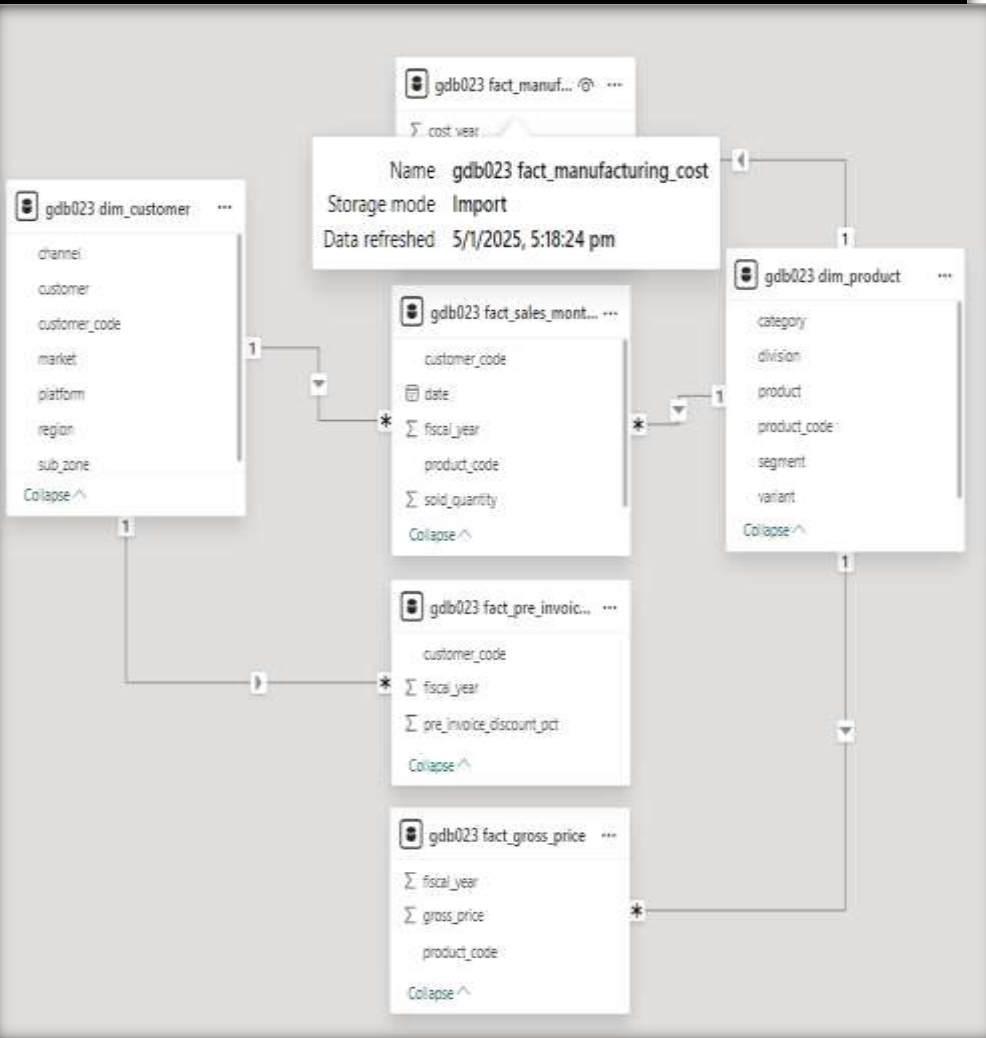 gdb023 fact_manuf... ...
Σ cost_year
Name gdb023 fact_manufacturing_cost
Storage mode Import
Data refreshed 5/1/2025, 5:18:24 pm
1
gdb023 dim_customer ...
channel
customer
customer_code
market
platform
region
sub_zone
Collapse
1
*
1
gdb023 fact_sales_mont... ...
customer_code
date
Σ fiscal_year
product_code
Σ sold_quantity
Collapse
1
*
gdb023 dim_product ...
category
division
product
product_code
segment
variant
Collapse
1
*
gdb023 fact_pre_invoic... ...
customer_code
Σ fiscal_year
Σ pre_invoice_discount_pct
Collapse
gdb023 fact_gross_price ...
Σ fiscal_year
Σ gross_price
product_code
Collapse
*